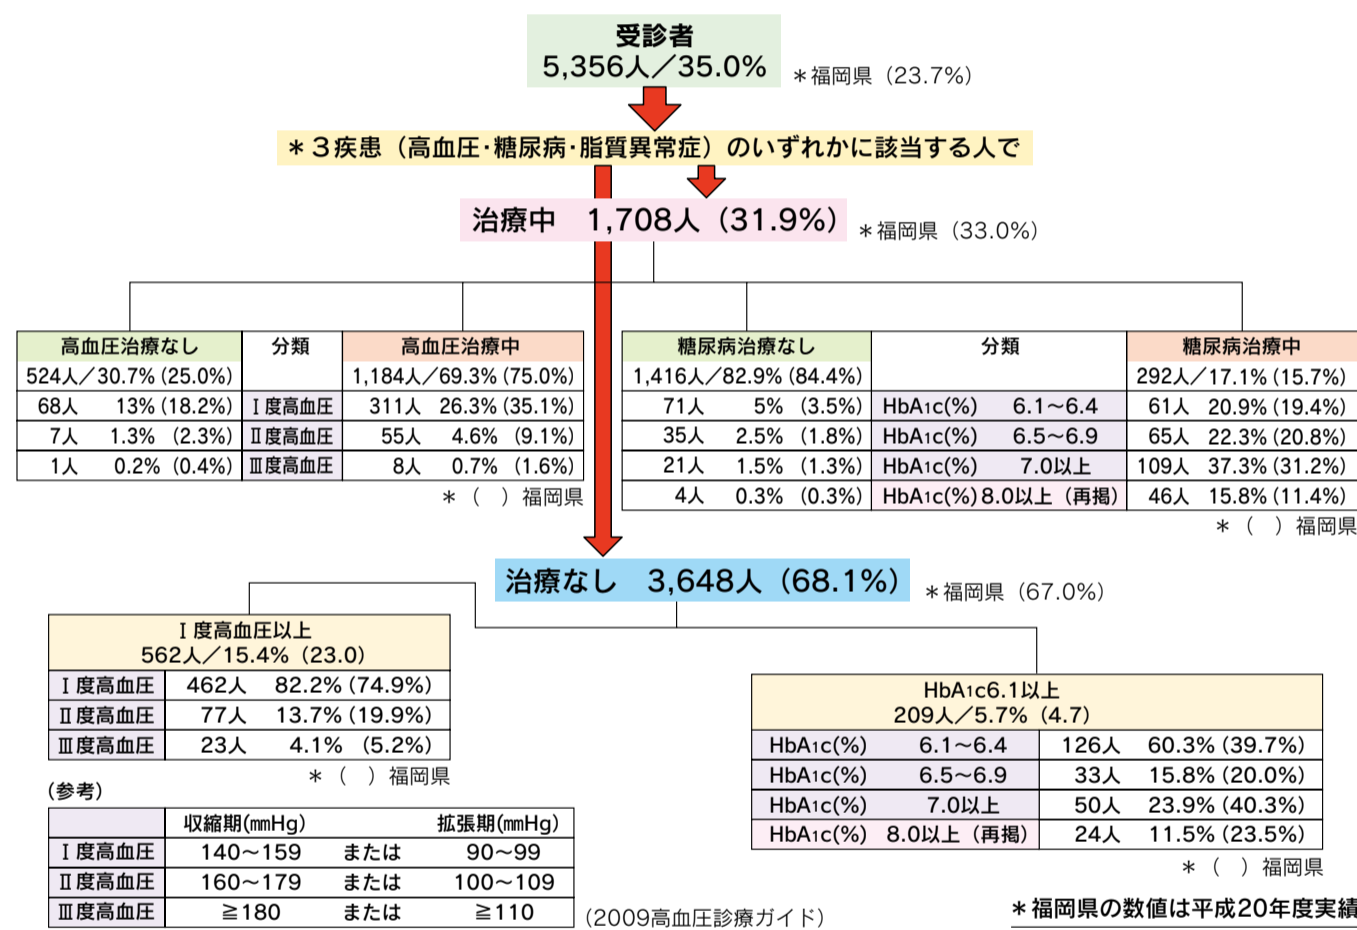 受診者
5,356人／35.0%
＊福岡県（23.7%）
＊３疾患（高血圧・糖尿病・脂質異常症）のいずれかに該当する人で
治療中　1,708人（31.9%）
＊福岡県（33.0%）
高血圧治療なし　分類　高血圧治療中
524人／30.7%(25.0%)　1,184人／69.3%(75.0%)
68人　13%(18.2%)　Ⅰ度高血圧　311人　26.3%(35.1%)
7人　1.3%　(2.3%)　Ⅱ度高血圧　55人　4.6%　(9.1%)
1人　0.2%　(0.4%)　Ⅲ度高血圧　8人　0.7%　(1.6%)
＊（　）福岡県
糖尿病治療なし　分類　糖尿病治療中
1,416人／82.9%(84.4%)　292人／17.1%(15.7%)
71人　5%　(3.5%)　HbA1c(%)　6.1～6.4　61人　20.9%(19.4%)
35人　2.5%　(1.8%)　HbA1c(%)　6.5～6.9　65人　22.3%(20.8%)
21人　1.5%　(1.3%)　HbA1c(%)　7.0以上　109人　37.3%(31.2%)
4人　0.3%　(0.3%)　HbA1c(%)8.0以上（再掲）　46人　15.8%(11.4%)
＊（　）福岡県
治療なし　3,648人（68.1%）
＊福岡県（67.0%）
Ⅰ度高血圧以上
562人／15.4%（23.0）
Ⅰ度高血圧　462人　82.2%(74.9%)
Ⅱ度高血圧　77人　13.7%(19.9%)
Ⅲ度高血圧　23人　4.1%　(5.2%)
＊（　）福岡県
HbA1c6.1以上
209人／5.7%（4.7）
HbA1c(%)　6.1～6.4　126人　60.3%(39.7%)
HbA1c(%)　6.5～6.9　33人　15.8%(20.0%)
HbA1c(%)　7.0以上　50人　23.9%(40.3%)
HbA1c(%)　8.0以上（再掲）　24人　11.5%(23.5%)
＊（　）福岡県
（参考）
収縮期(㎜Hg)　拡張期(㎜Hg)
Ⅰ度高血圧　140～159　または　90～99
Ⅱ度高血圧　160～179　または　100～109
Ⅲ度高血圧　≧180　または　≧110
（2009高血圧診療ガイド）
＊福岡県の数値は平成20年度実績